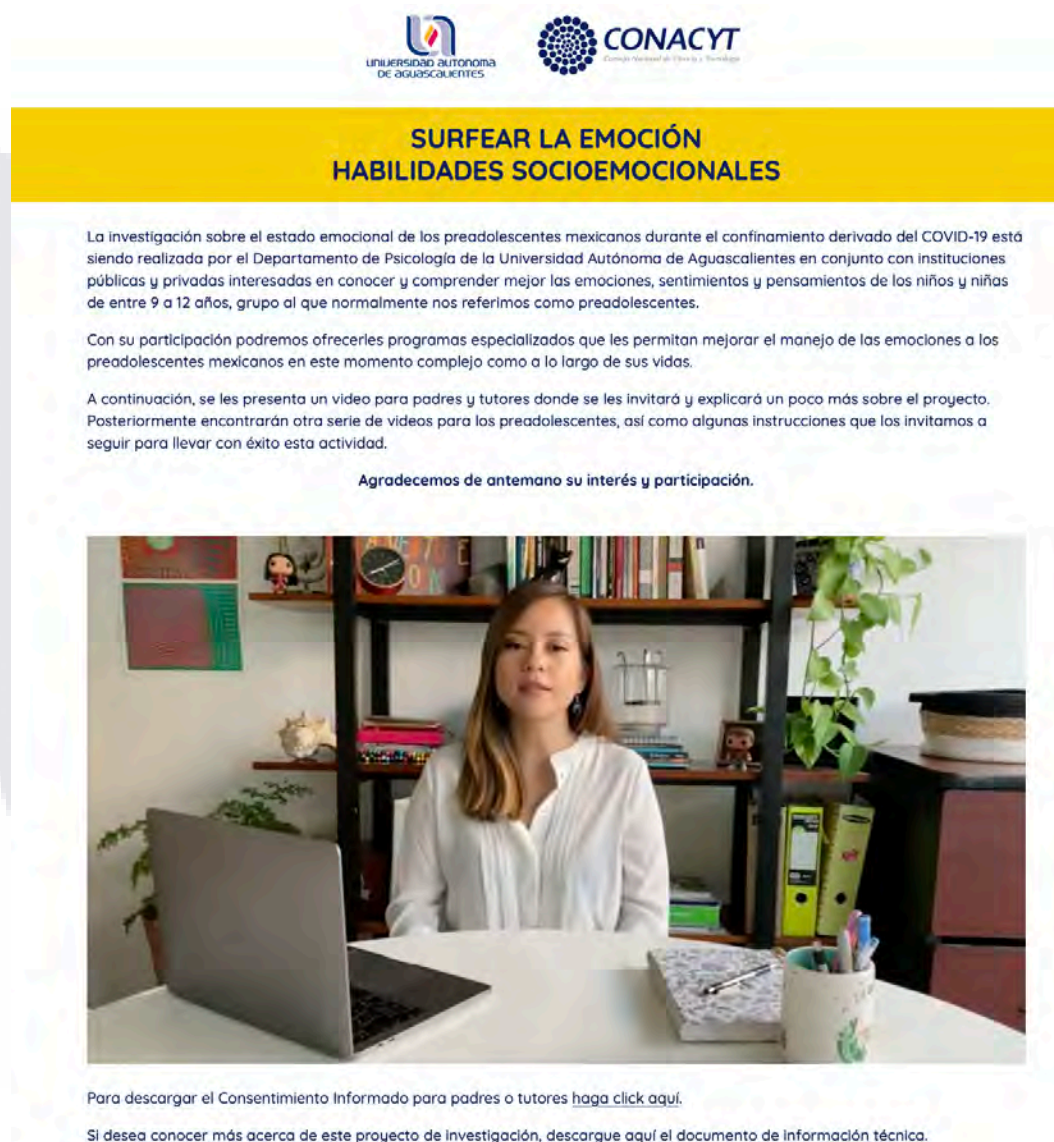 UNIVERSIDAD AUTONOMA
DE AGUASCALIENTES
CONACYT
Consejo Nacional de Ciencia y Tecnología
SURFEAR LA EMOCIÓN
HABILIDADES SOCIOEMOCIONALES
La investigación sobre el estado emocional de los preadolescentes mexicanos durante el confinamiento derivado del COVID-19 está
siendo realizada por el Departamento de Psicología de la Universidad Autónoma de Aguascalientes en conjunto con instituciones
públicas y privadas interesadas en conocer y comprender mejor las emociones, sentimientos y pensamientos de los niños y niñas
de entre 9 a 12 años, grupo al que normalmente nos referimos como preadolescentes.
Con su participación podremos ofrecerles programas especializados que les permitan mejorar el manejo de las emociones a los
preadolescentes mexicanos en este momento complejo como a lo largo de sus vidas.
A continuación, se les presenta un video para padres y tutores donde se les invitará y explicará un poco más sobre el proyecto.
Posteriormente encontrarán otra serie de videos para los preadolescentes, así como algunas instrucciones que los invitamos a
seguir para llevar con éxito esta actividad.
Agradecemos de antemano su interés y participación.
Para descargar el Consentimiento Informado para padres o tutores haga click aquí.
Si desea conocer más acerca de este proyecto de investigación, descargue aquí el documento de información técnica.